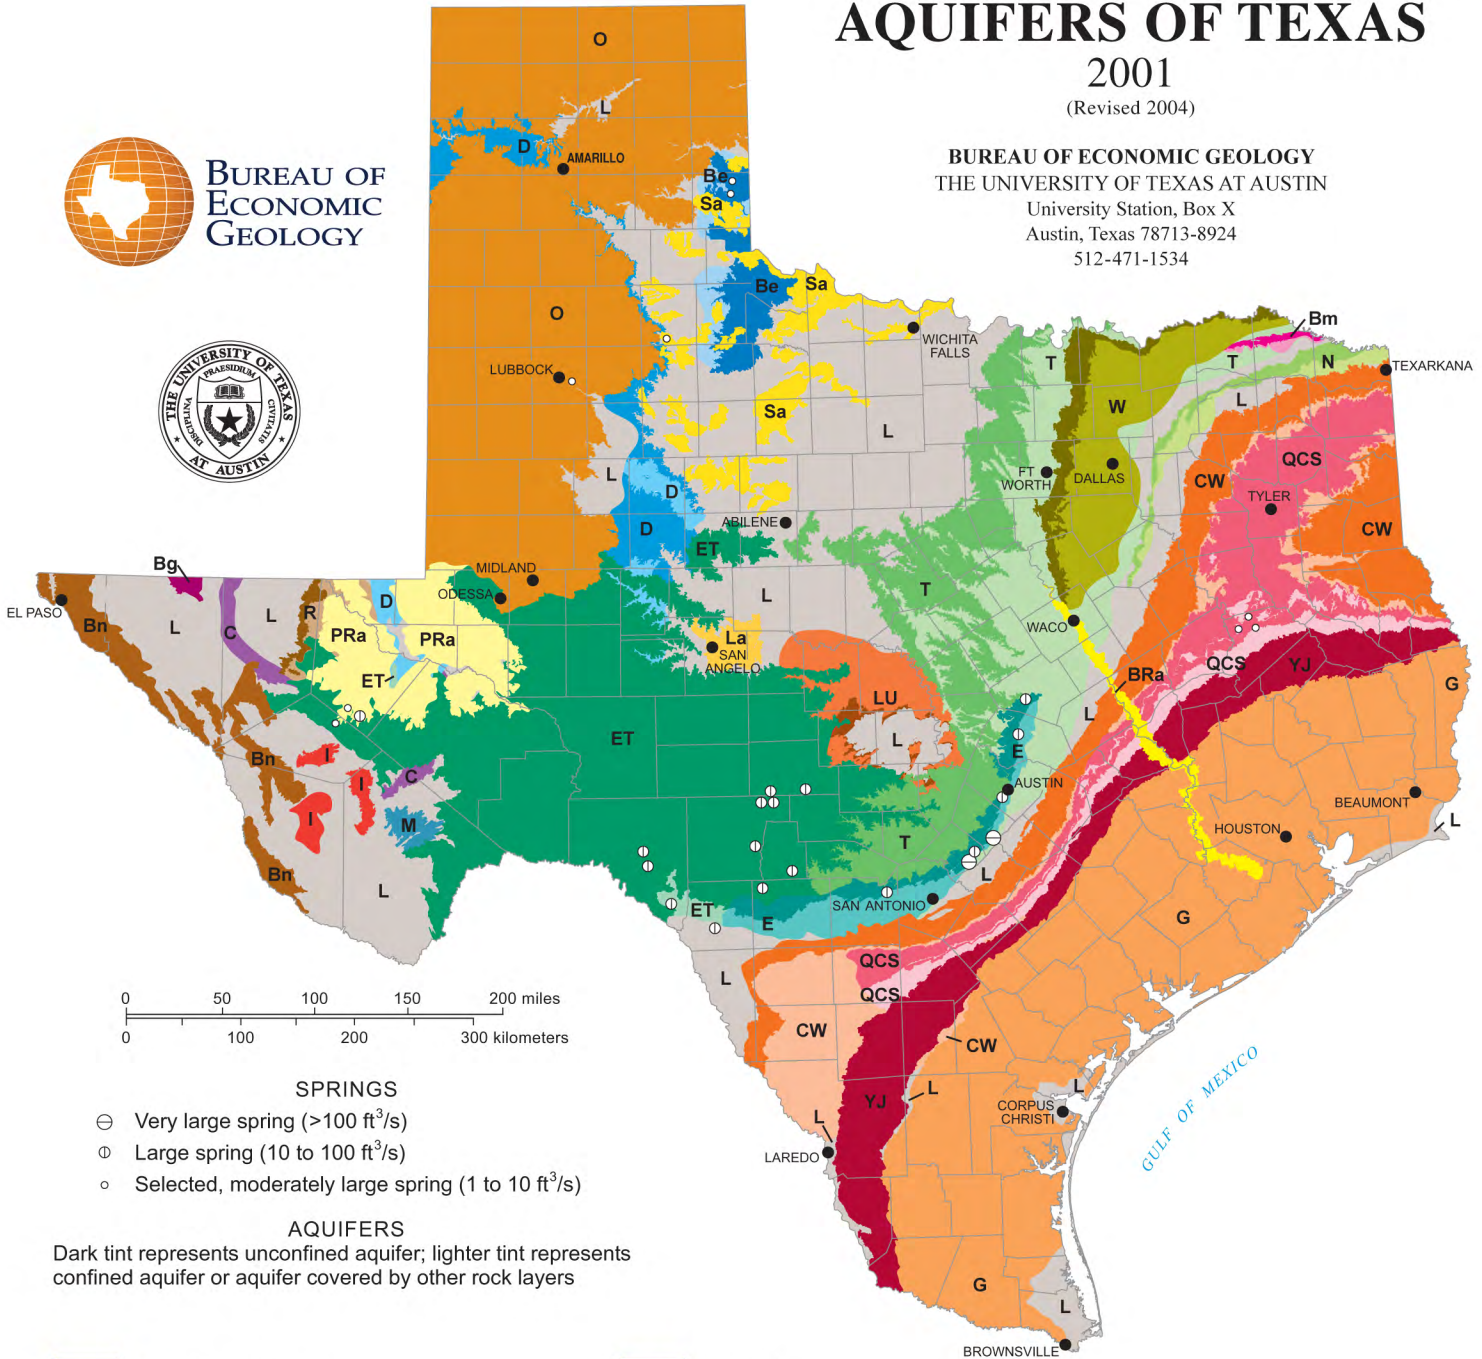 AQUIFERS OF TEXAS
2001
(Revised 2004)
BUREAU OF ECONOMIC GEOLOGY
THE UNIVERSITY OF TEXAS AT AUSTIN
University Station, Box X
Austin, Texas 78713-8924
512-471-1534
BUREAU OF
ECONOMIC
GEOLOGY
THE UNIVERSITY OF TEXAS
AT AUSTIN
PRAESIDIUM
DISCIPLINA
CIVITATIS
O
L
D
AMARILLO
Be
Sa
O
Be
Sa
WICHITA
FALLS
Bm
T
T
N
TEXARKANA
LUBBOCK
W
L
Sa
L
QCS
L
D
FT
WORTH
DALLAS
CW
TYLER
D
ABILENE
CW
ET
Bg
MIDLAND
ODESSA
EL PASO
Bn
L
C
L
R
D
PRa
PRa
L
T
WACO
La
SAN
ANGELO
ET
BRa
QCS
YJ
G
LU
L
L
ET
E
Bn
I
I
C
AUSTIN
I
M
T
BEAUMONT
L
HOUSTON
Bn
L
L
ET
E
SAN ANTONIO
G
L
QCS
QCS
CW
CW
YJ
L
L
CORPUS
CHRISTI
L
LAREDO
GULF OF MEXICO
G
L
BROWNSVILLE
0 50 100 150 200 miles
0 100 200 300 kilometers
SPRINGS
Very large spring (>100 ft³/s)
Large spring (10 to 100 ft³/s)
Selected, moderately large spring (1 to 10 ft³/s)
AQUIFERS
Dark tint represents unconfined aquifer; lighter tint represents
confined aquifer or aquifer covered by other rock layers